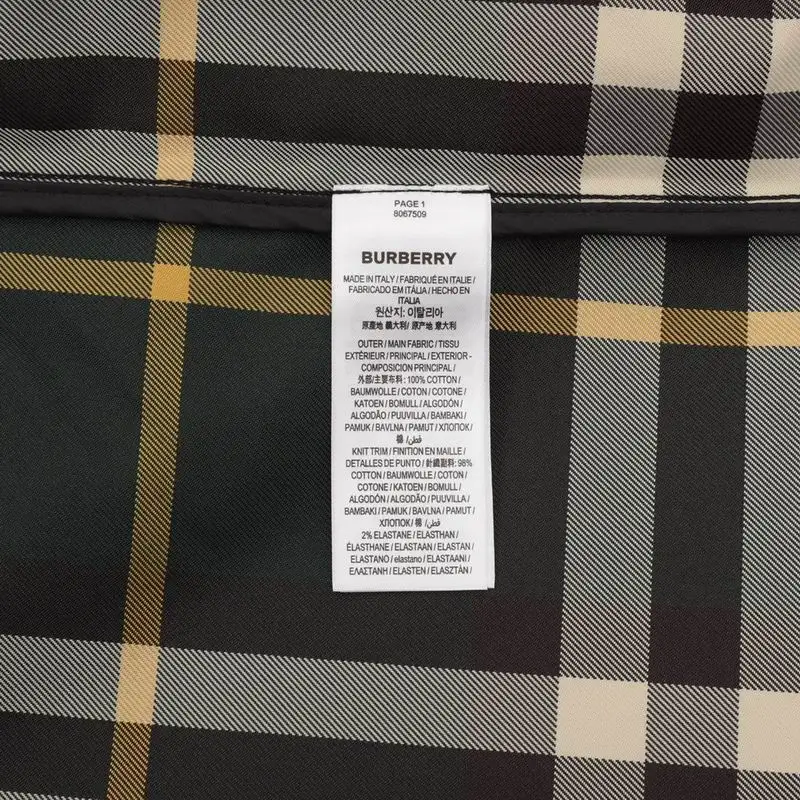 PAGE 1
8067509
BURBERRY
MADE IN ITALY / FABRIQUÉ EN ITALIE /
FABRICADO EM ITÁLIA / HECHO EN
ITALIA
원산지: 이탈리아
原產地 義大利/ 原产地 意大利
OUTER / MAIN FABRIC / TISSU
EXTÉRIEUR / PRINCIPAL / EXTERIOR -
COMPOSICION PRINCIPAL /
外部/主要布料: 100% COTTON /
BAUMWOLLE / COTON / COTONE /
KATOEN / BOMULL / ALGODÓN /
ALGODÃO / PUUVILLA / BAMBAKI /
PAMUK / BAVLNA / PAMUT / ХЛОПОК /
棉 /قطن /
KNIT TRIM / FINITION EN MAILLE /
DETALLES DE PUNTO / 針織副料: 98%
COTTON / BAUMWOLLE / COTON /
COTONE / KATOEN / BOMULL /
ALGODÓN / ALGODÃO / PUUVILLA /
BAMBAKI / PAMUK / BAVLNA / PAMUT /
ХЛОПОК / 棉 /قطن /
2% ELASTANE / ELASTHAN /
ÉLASTHANE / ELASTAAN / ELASTAN /
ELASTANO / elastano / ELASTAANI /
ΕΛΑΣΤΑΝΗ / ELASTEN / ELASZTÁN /